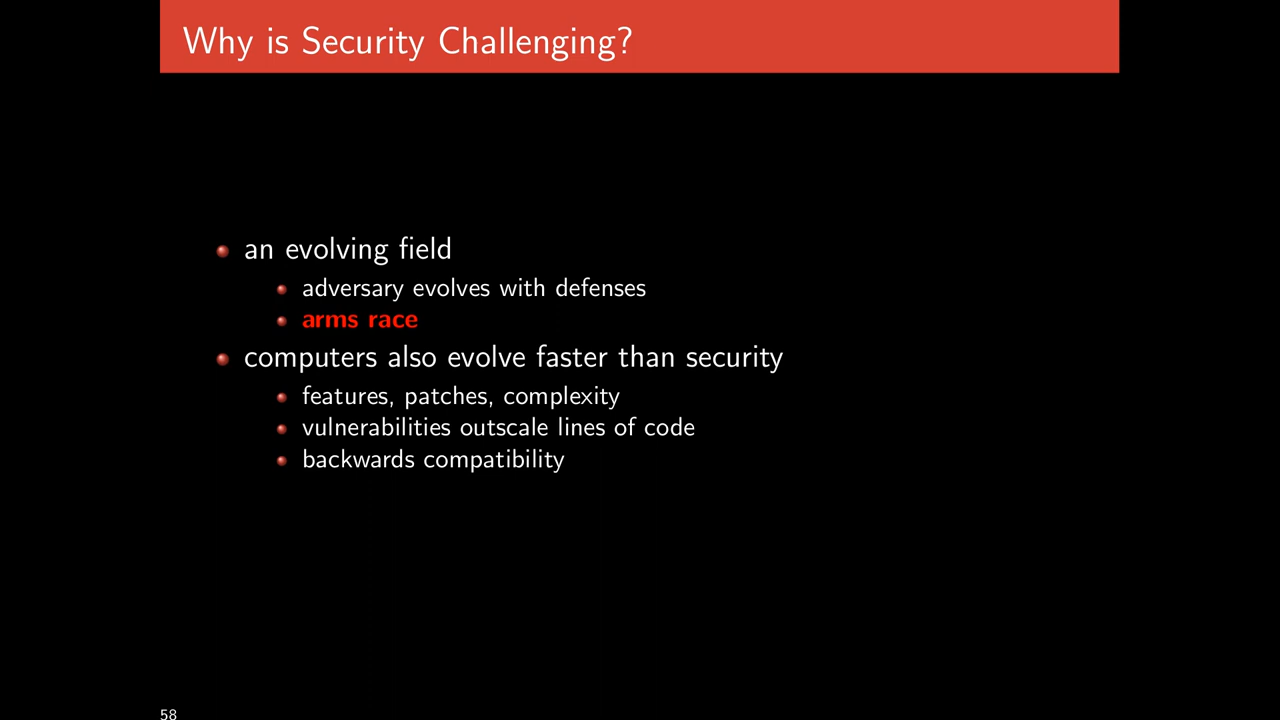 Why is Security Challenging?
an evolving field
adversary evolves with defenses
arms race
computers also evolve faster than security
features, patches, complexity
vulnerabilities outscale lines of code
backwards compatibility
58